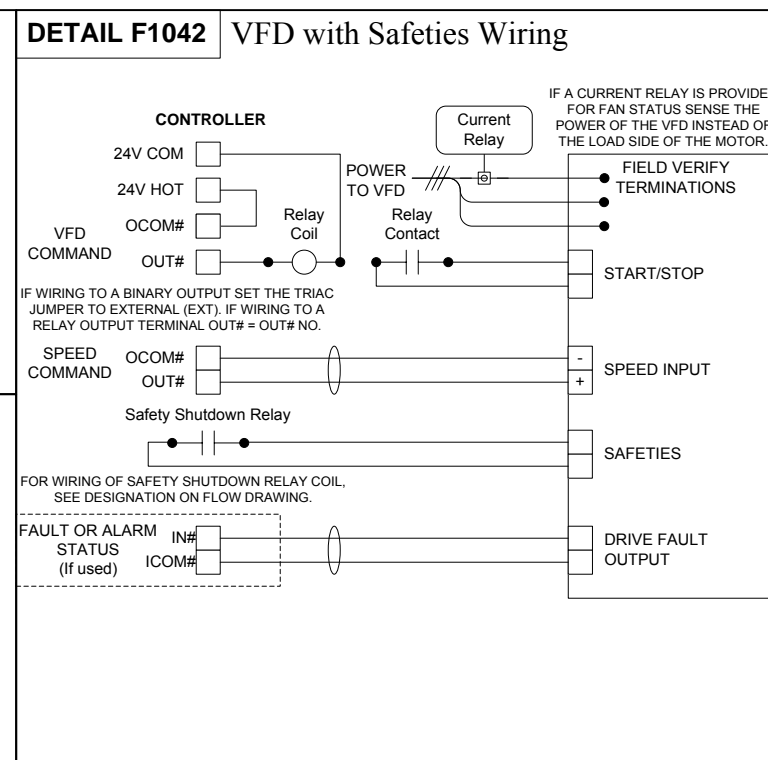 DETAIL F1042 VFD with Safeties Wiring
IF A CURRENT RELAY IS PROVIDE
FOR FAN STATUS SENSE THE
POWER OF THE VFD INSTEAD OF
THE LOAD SIDE OF THE MOTOR.
CONTROLLER
Current
Relay
24V COM
24V HOT
OCOM#
OUT#
VFD
COMMAND
Relay
Coil
POWER
TO VFD
Relay
Contact
FIELD VERIFY
TERMINATIONS
START/STOP
IF WIRING TO A BINARY OUTPUT SET THE TRIAC
JUMPER TO EXTERNAL (EXT). IF WIRING TO A
RELAY OUTPUT TERMINAL OUT# = OUT# NO.
SPEED
COMMAND
OCOM#
OUT#
-
+
SPEED INPUT
Safety Shutdown Relay
SAFETIES
FOR WIRING OF SAFETY SHUTDOWN RELAY COIL,
SEE DESIGNATION ON FLOW DRAWING.
FAULT OR ALARM
STATUS
(If used)
IN#
ICOM#
DRIVE FAULT
OUTPUT